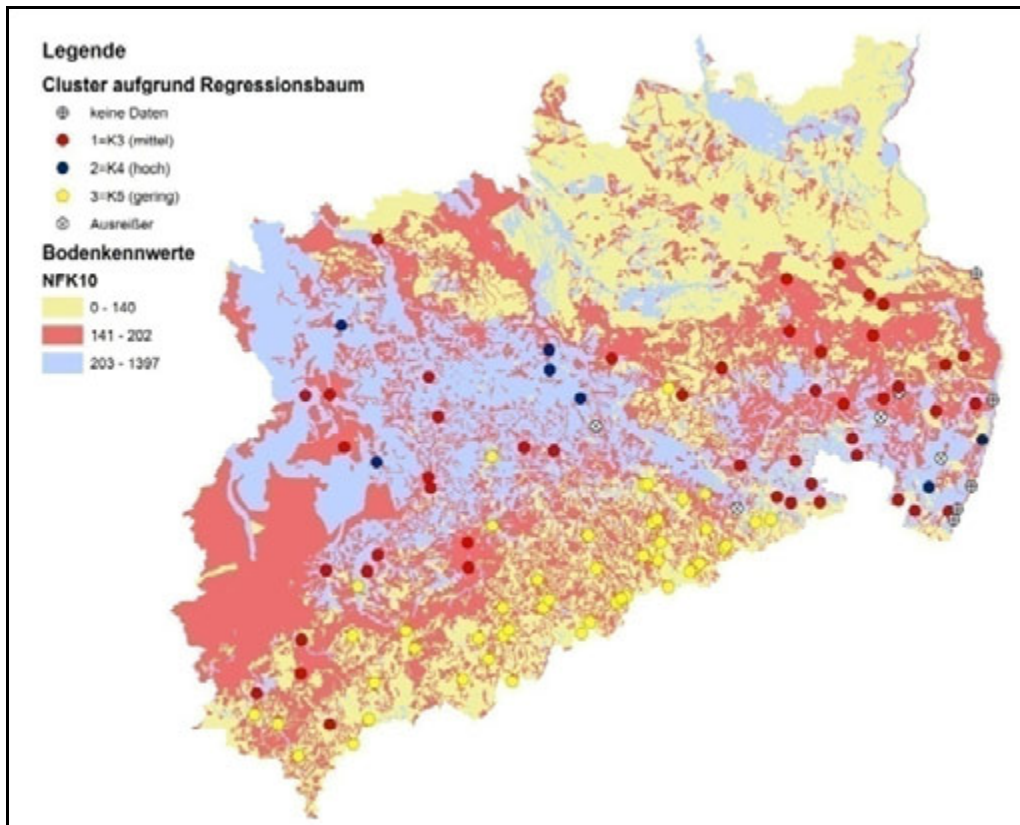 Legende
Cluster aufgrund Regressionsbaum
keine Daten
1=K3 (mittel)
2=K4 (hoch)
3=K5 (gering)
Ausreißer
Bodenkennwerte
NFK10
0 - 140
141 - 202
203 - 1397